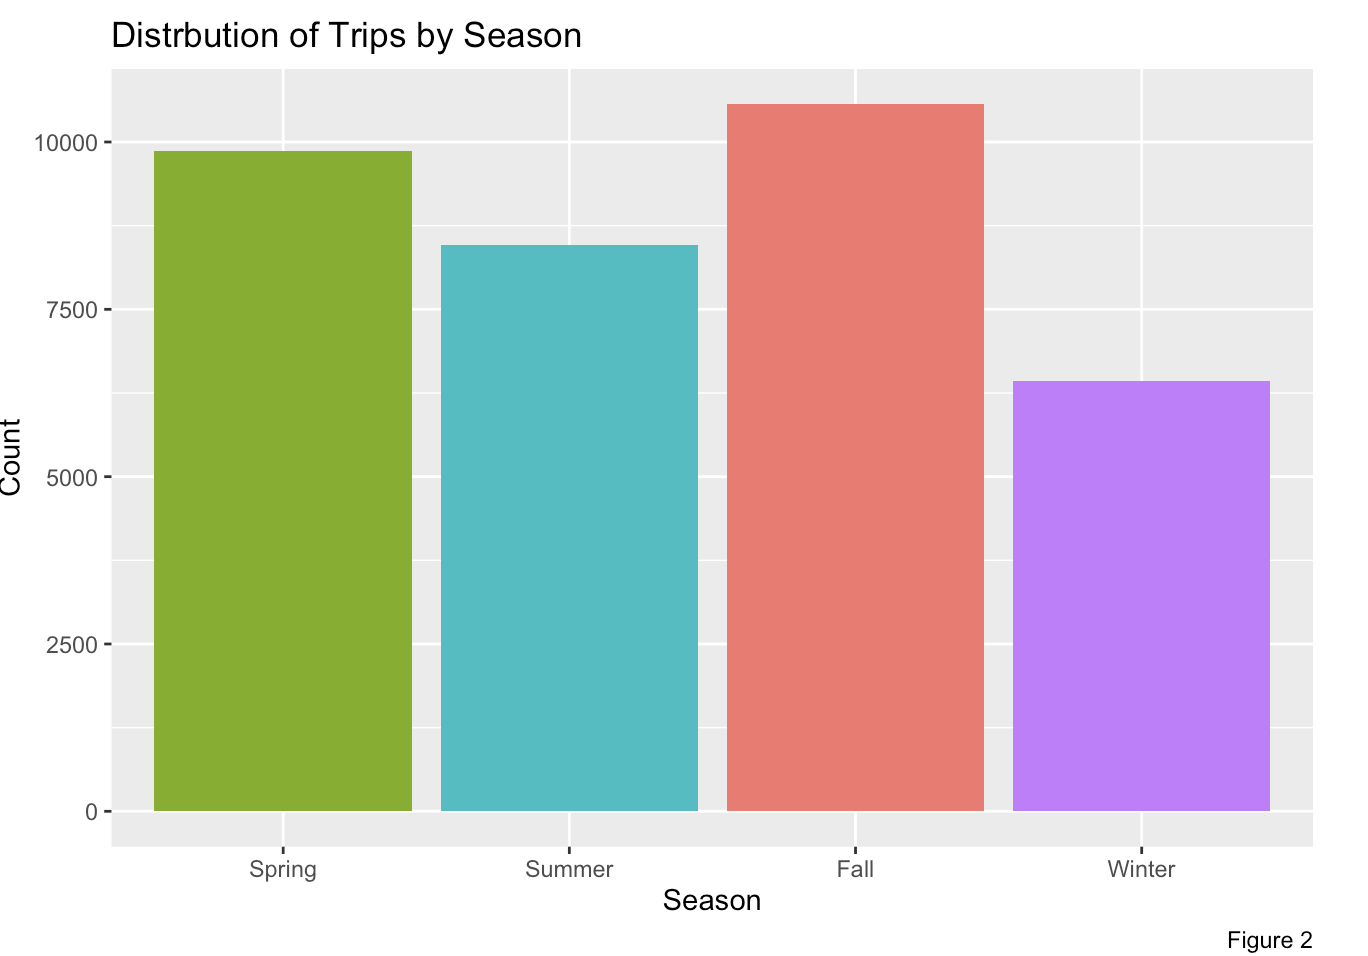 Distrbution of Trips by Season
Count
10000
7500
5000
2500
0
Spring Summer Fall Winter
Season
Figure 2